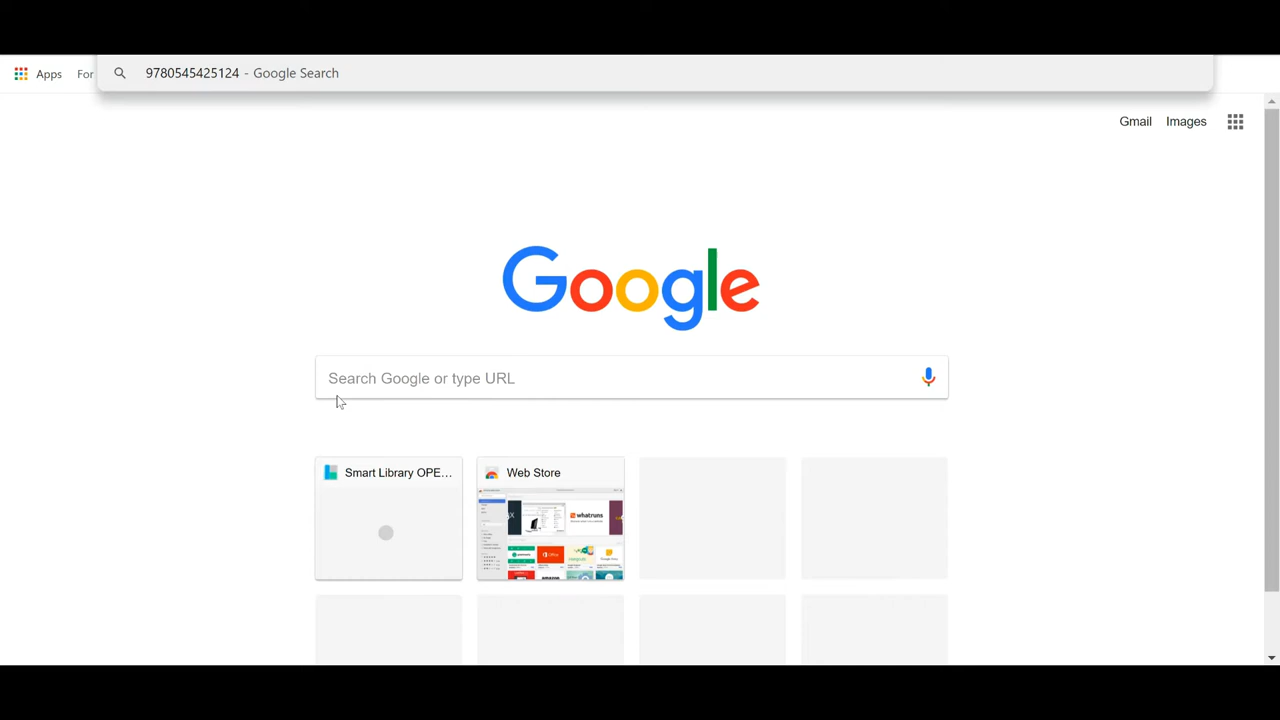 Apps For
9780545425124 - Google Search
Gmail Images
Google
Search Google or type URL
Smart Library OPE... Web Store
whatruns
Office